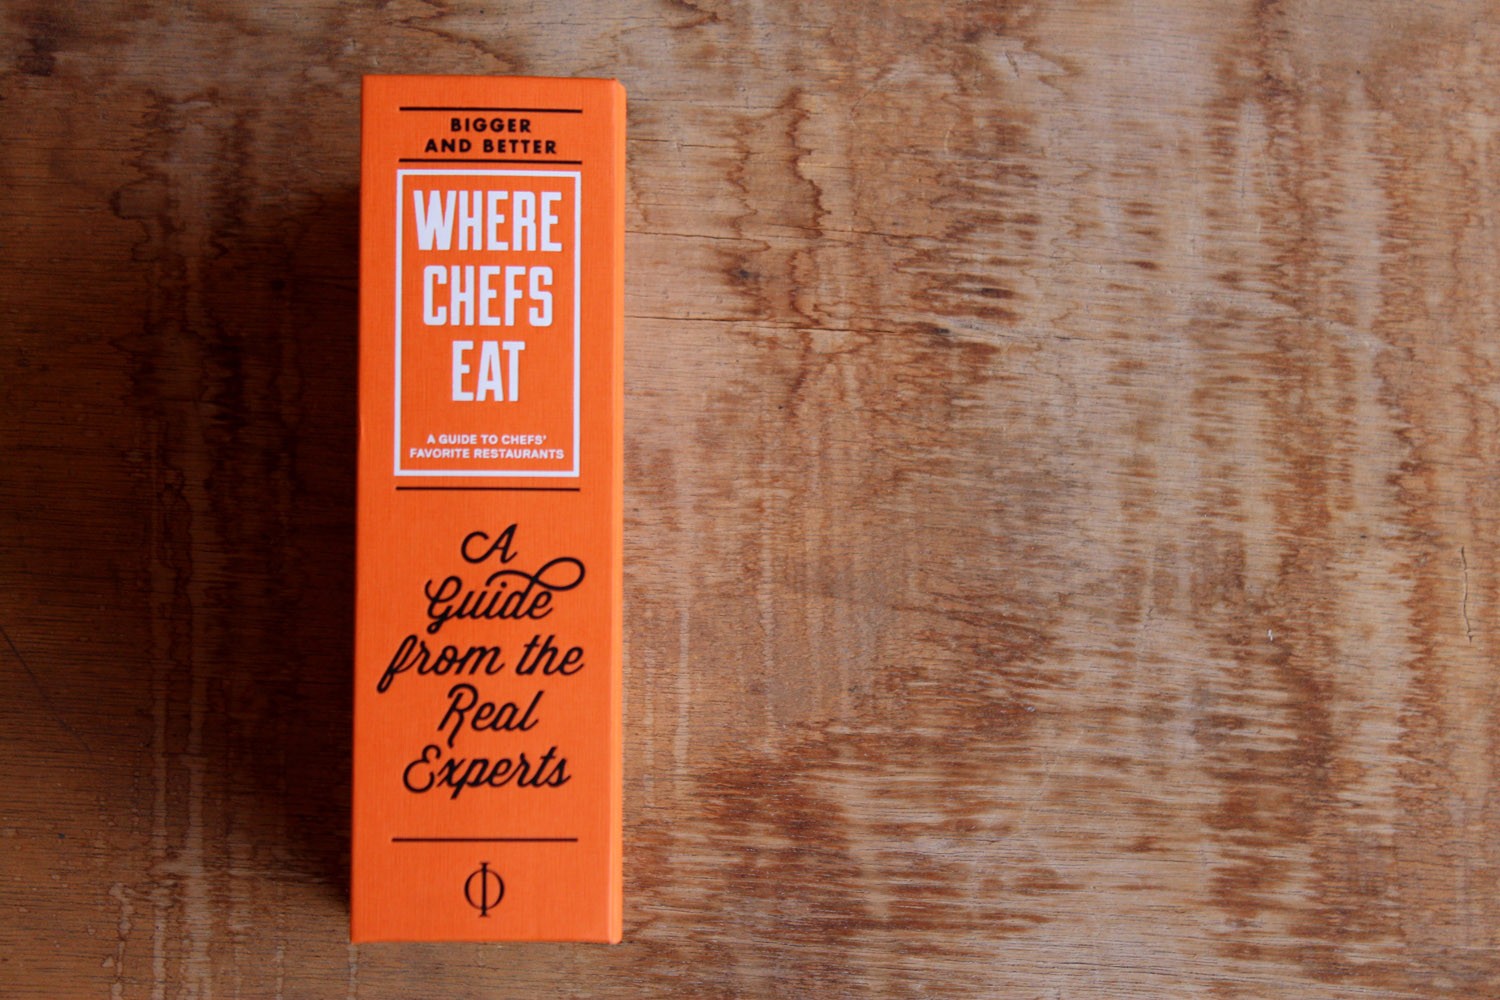 BIGGER
AND BETTER
WHERE
CHEFS
EAT
A GUIDE TO CHEFS'
FAVORITE RESTAURANTS
A
Guide
from the
Real
Experts